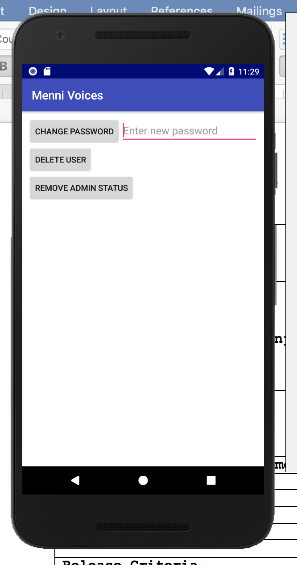 Design Layout References Mailings
B
11:29
Menni Voices
CHANGE PASSWORD Enter new password
DELETE USER
REMOVE ADMIN STATUS
Release Criteria